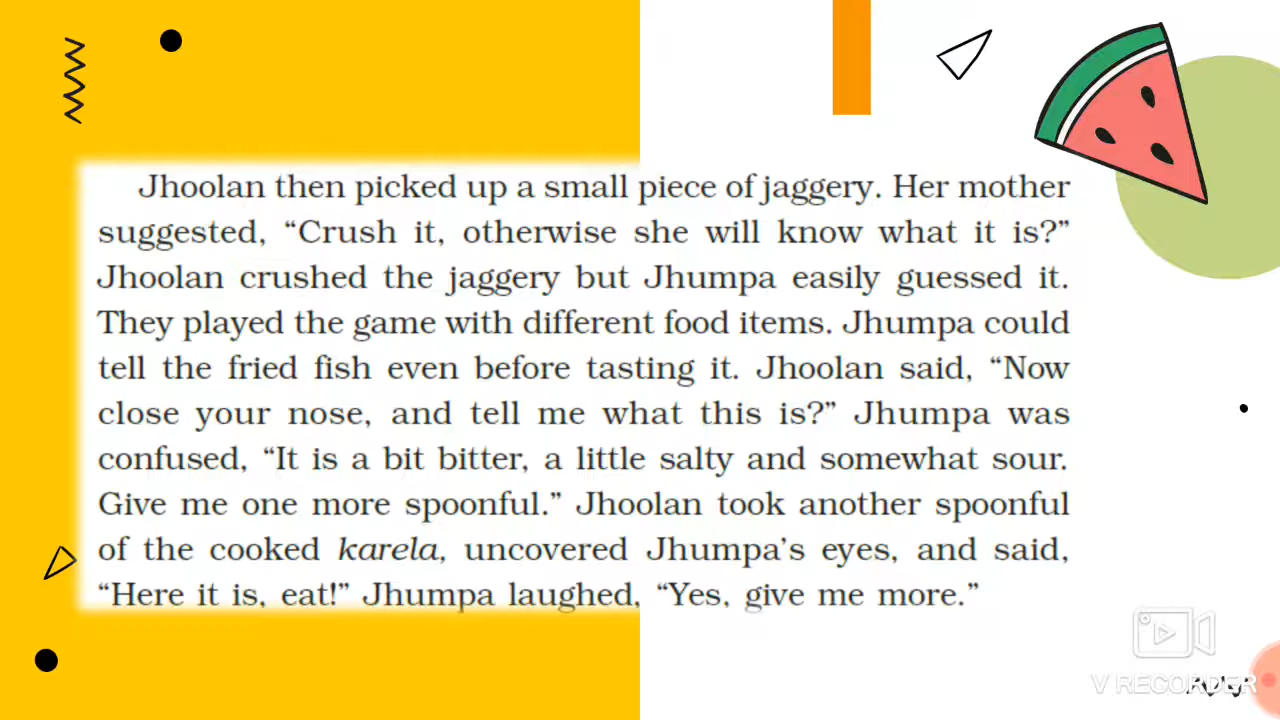 Jhoolan then picked up a small piece of jaggery. Her mother
suggested, “Crush it, otherwise she will know what it is?”
Jhoolan crushed the jaggery but Jhumpa easily guessed it.
They played the game with different food items. Jhumpa could
tell the fried fish even before tasting it. Jhoolan said, “Now
close your nose, and tell me what this is?” Jhumpa was
confused, “It is a bit bitter, a little salty and somewhat sour.
Give me one more spoonful.” Jhoolan took another spoonful
of the cooked karela, uncovered Jhumpa’s eyes, and said,
“Here it is, eat!” Jhumpa laughed, “Yes, give me more.”
V RECORDER